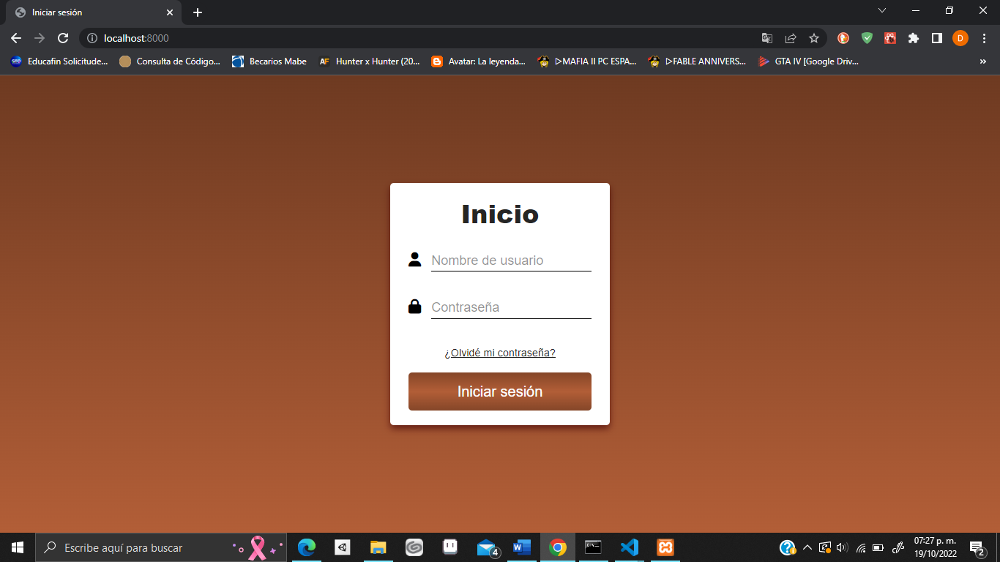 Iniciar sesión
localhost:8000
Educafin Solicitude...
Consulta de Código...
Becarios Mabe
AF
Hunter x Hunter (20...
Avatar: La leyenda...
▷MAFIA II PC ESPA...
▷FABLE ANNIVERS...
GTA IV [Google Driv...
D
Inicio
Nombre de usuario
Contraseña
¿Olvidé mi contraseña?
Iniciar sesión
Escribe aquí para buscar
4
07:27 p. m.
19/10/2022
2